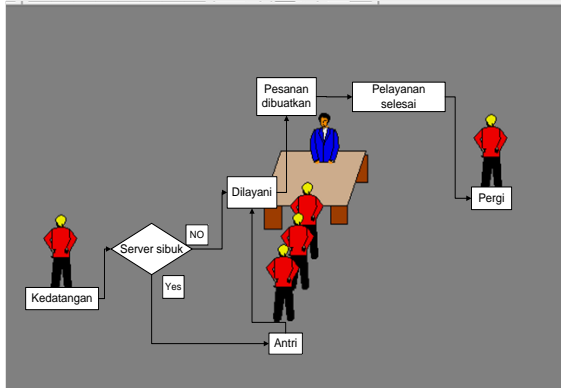 Kedatangan
Server sibuk
NO
Yes
Antri
Dilayani
Pesanan
dibuatkan
Pelayanan
selesai
Pergi